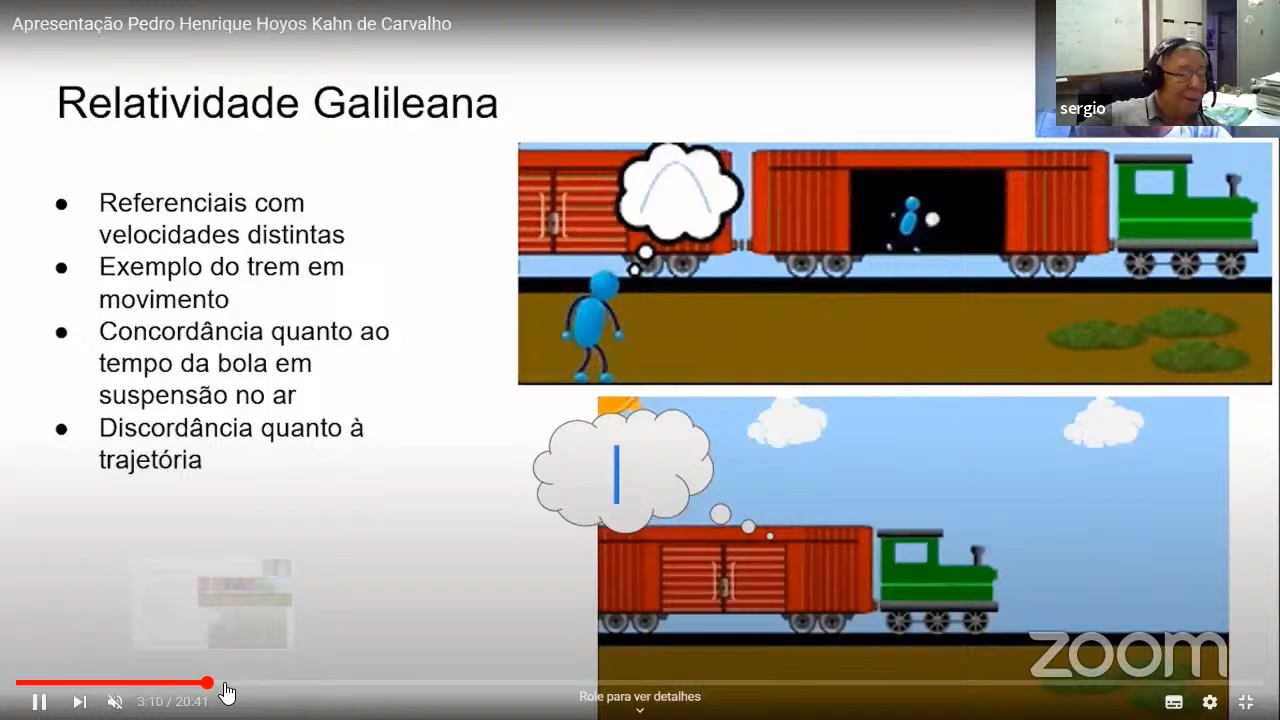 Apresentação Pedro Henrique Hoyos Kahn de Carvalho
sergio
Relatividade Galileana
● Referenciais com
velocidades distintas
● Exemplo do trem em
movimento
● Concordância quanto ao
tempo da bola em
suspensão no ar
● Discordância quanto à
trajetória
zoom
3:10 / 20:41
Role para ver detalhes